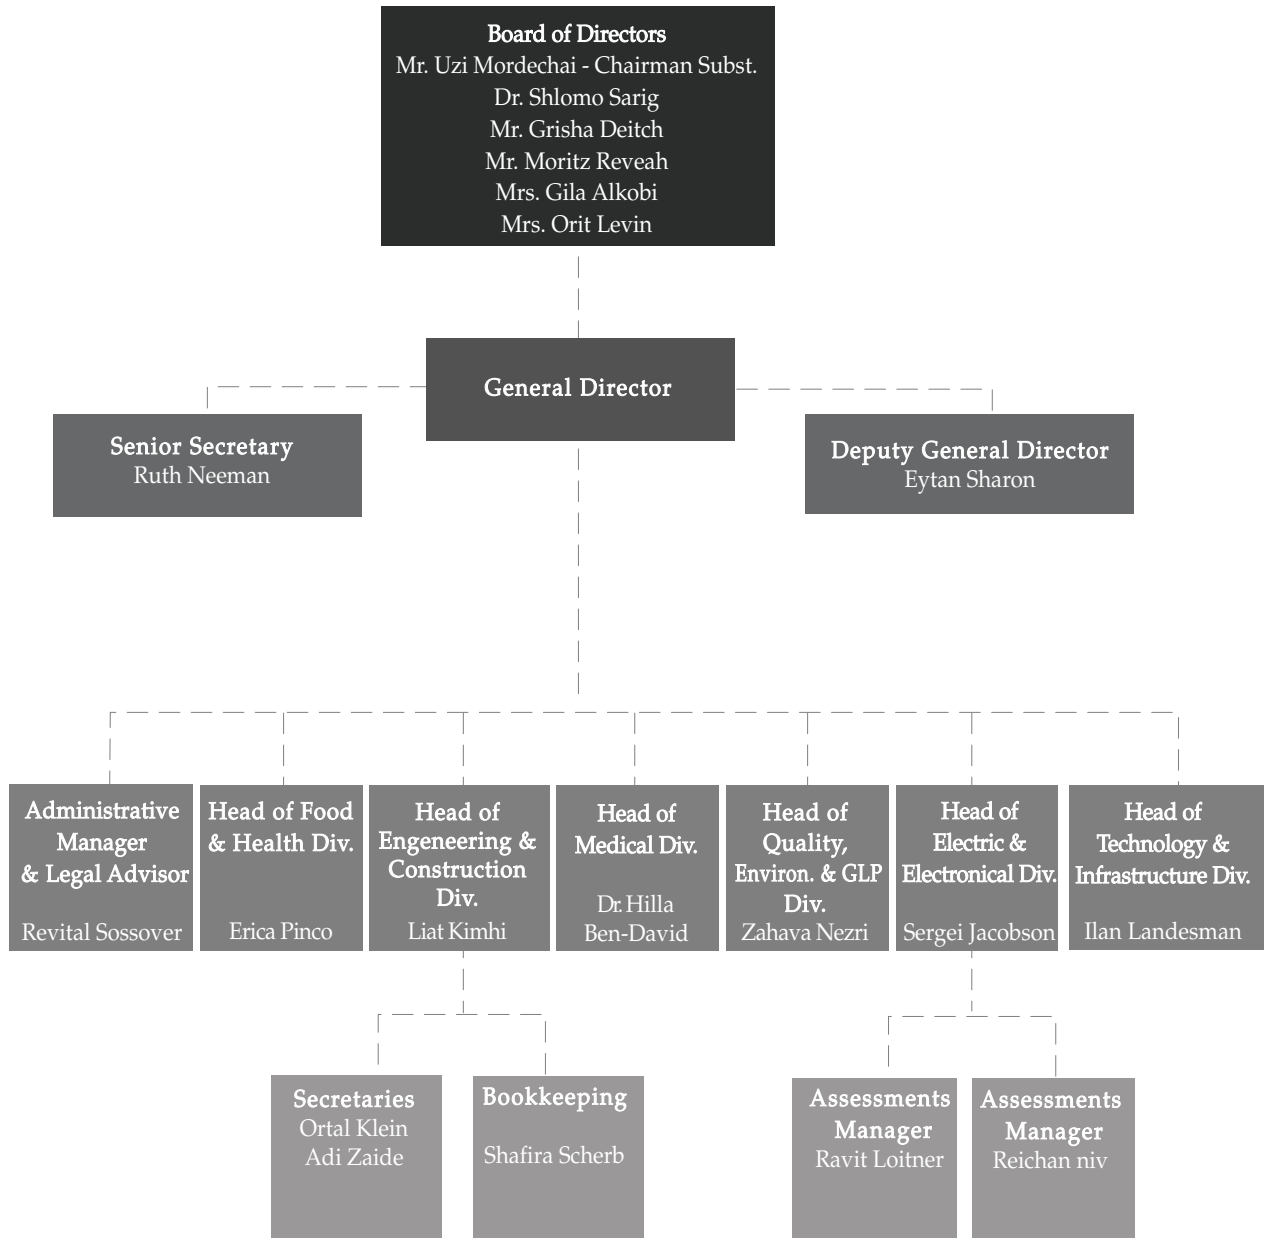 Board of Directors
Mr. Uzi Mordechai - Chairman Subst.
Dr. Shlomo Sarig
Mr. Grisha Deitch
Mr. Moritz Reveah
Mrs. Gila Alkobi
Mrs. Orit Levin
General Director
Senior Secretary
Ruth Neeman
Deputy General Director
Eytan Sharon
Administrative
Manager
& Legal Advisor
Revital Sossover
Head of Food
& Health Div.
Erica Pinco
Head of
Engeneering &
Construction
Div.
Liat Kimhi
Head of
Medical Div.
Dr. Hilla
Ben-David
Head of
Quality,
Environ. & GLP
Div.
Zahava Nezri
Head of
Electric &
Electronical Div.
Sergei Jacobson
Head of
Technology &
Infrastructure Div.
Ilan Landesman
Secretaries
Ortal Klein
Adi Zaide
Bookkeeping
Shafira Scherb
Assessments
Manager
Ravit Loitner
Assessments
Manager
Reichan niv